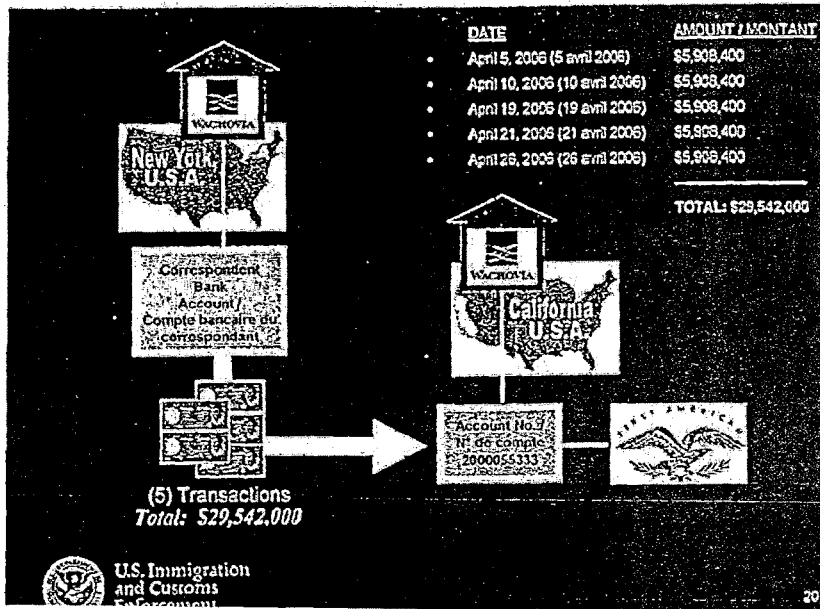 DATE AMOUNT / MONTANT
• April 5, 2006 (5 avril 2006) $5,908,400
• April 10, 2006 (10 avril 2006) $5,908,400
• April 19, 2006 (19 avril 2006) $5,908,400
• April 21, 2006 (21 avril 2006) $5,908,400
• April 26, 2006 (26 avril 2006) $5,908,400
TOTAL: $29,542,000
WACHOVIA
New York,
U.S.A
Correspondent
Bank
Account /
Compte bancaire du
correspondant
(5) Transactions
Total: $29,542,000
WACHOVIA
California
U.S.A
Account No./
N° de compte
2000055333
FIRST AMERICAN
U.S. Immigration
and Customs
Enforcement
20